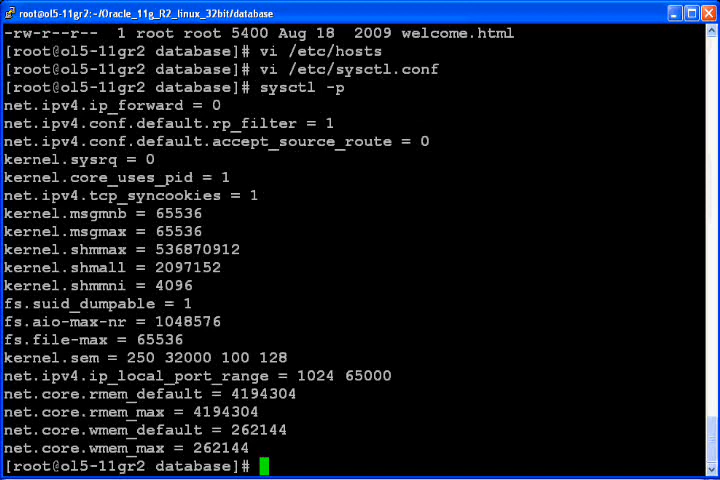 root@ol5-11gr2:~/Oracle_11g_R2_linux_32bit/database
-rw-r--r--  1 root root 5400 Aug 18  2009 welcome.html
[root@ol5-11gr2 database]# vi /etc/hosts
[root@ol5-11gr2 database]# vi /etc/sysctl.conf
[root@ol5-11gr2 database]# sysctl -p
net.ipv4.ip_forward = 0
net.ipv4.conf.default.rp_filter = 1
net.ipv4.conf.default.accept_source_route = 0
kernel.sysrq = 0
kernel.core_uses_pid = 1
net.ipv4.tcp_syncookies = 1
kernel.msgmnb = 65536
kernel.msgmax = 65536
kernel.shmmax = 536870912
kernel.shmall = 2097152
kernel.shmmni = 4096
fs.suid_dumpable = 1
fs.aio-max-nr = 1048576
fs.file-max = 65536
kernel.sem = 250 32000 100 128
net.ipv4.ip_local_port_range = 1024 65000
net.core.rmem_default = 4194304
net.core.rmem_max = 4194304
net.core.wmem_default = 262144
net.core.wmem_max = 262144
[root@ol5-11gr2 database]#